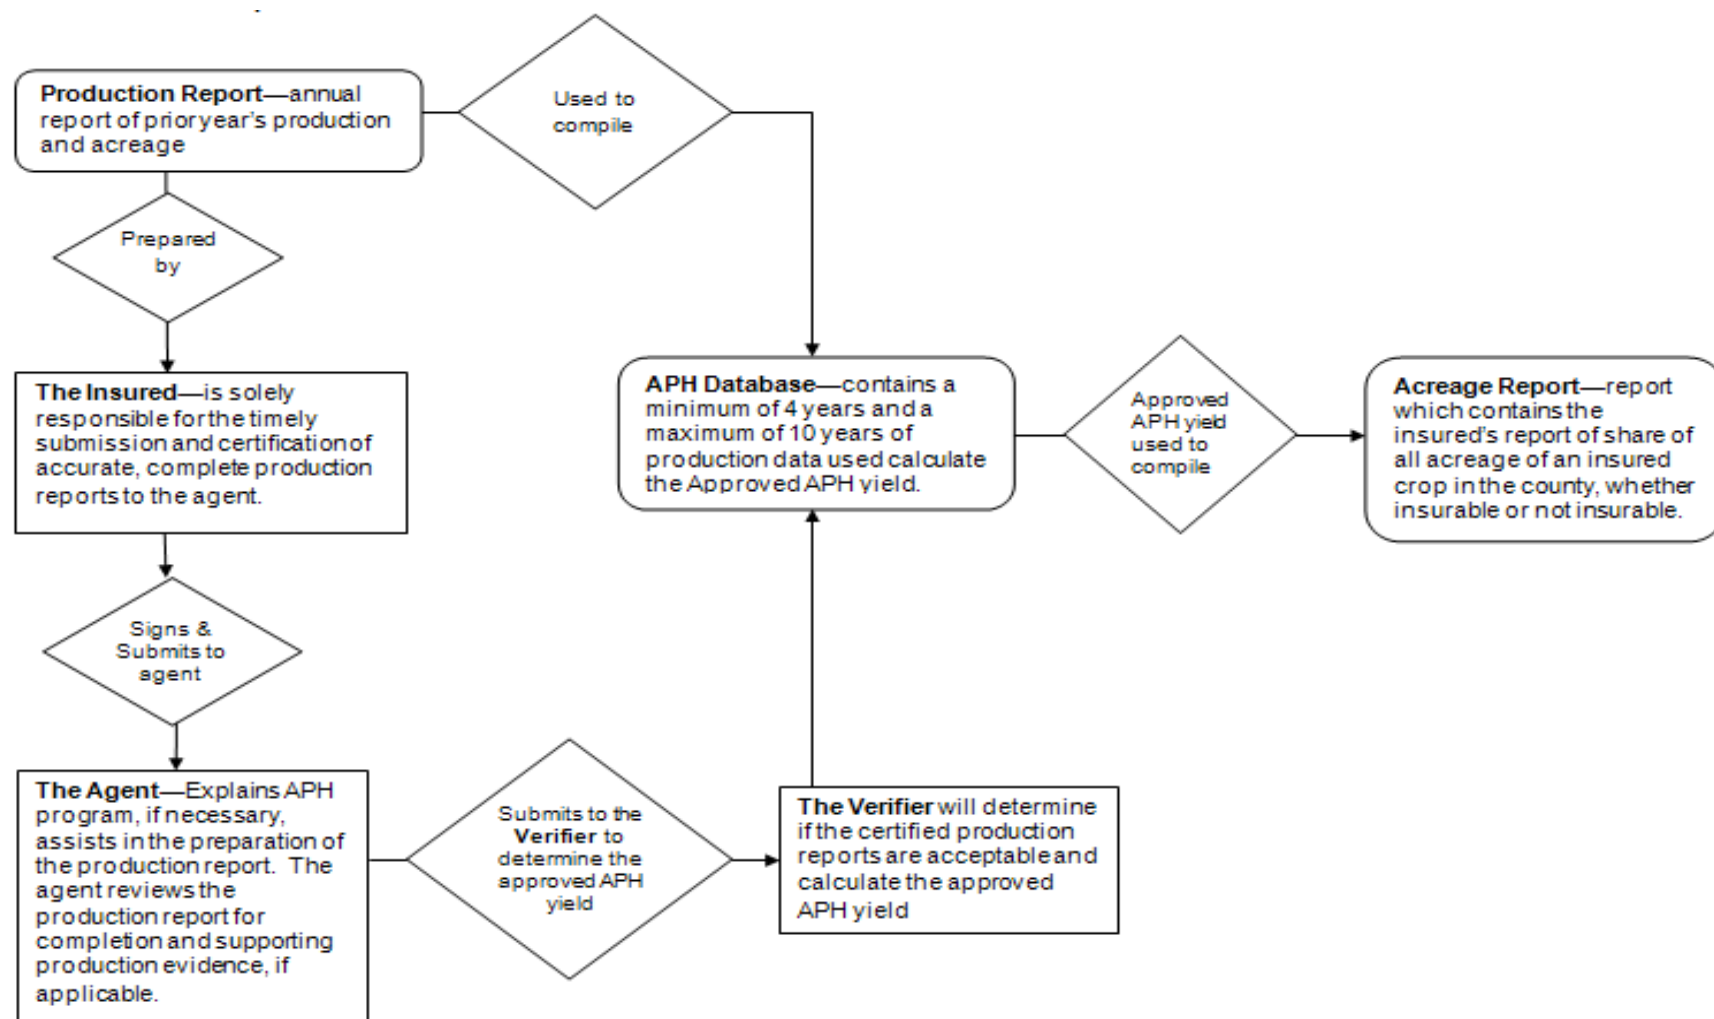 Production Report—annual
report of prior year's production
and acreage
Used to
compile
Prepared
by
The Insured—is solely
responsible for the timely
submission and certification of
accurate, complete production
reports to the agent.
APH Database—contains a
minimum of 4 years and a
maximum of 10 years of
production data used calculate
the Approved APH yield.
Approved
APH yield
used to
compile
Acreage Report—report
which contains the
insured's report of share of
all acreage of an insured
crop in the county, whether
insurable or not insurable.
Signs &
Submits to
agent
The Agent—Explains APH
program, if necessary,
assists in the preparation of
the production report. The
agent reviews the
production report for
completion and supporting
production evidence, if
applicable.
Submits to the
Verifier to
determine the
approved APH
yield
The Verifier will determine
if the certified production
reports are acceptable and
calculate the approved
APH yield